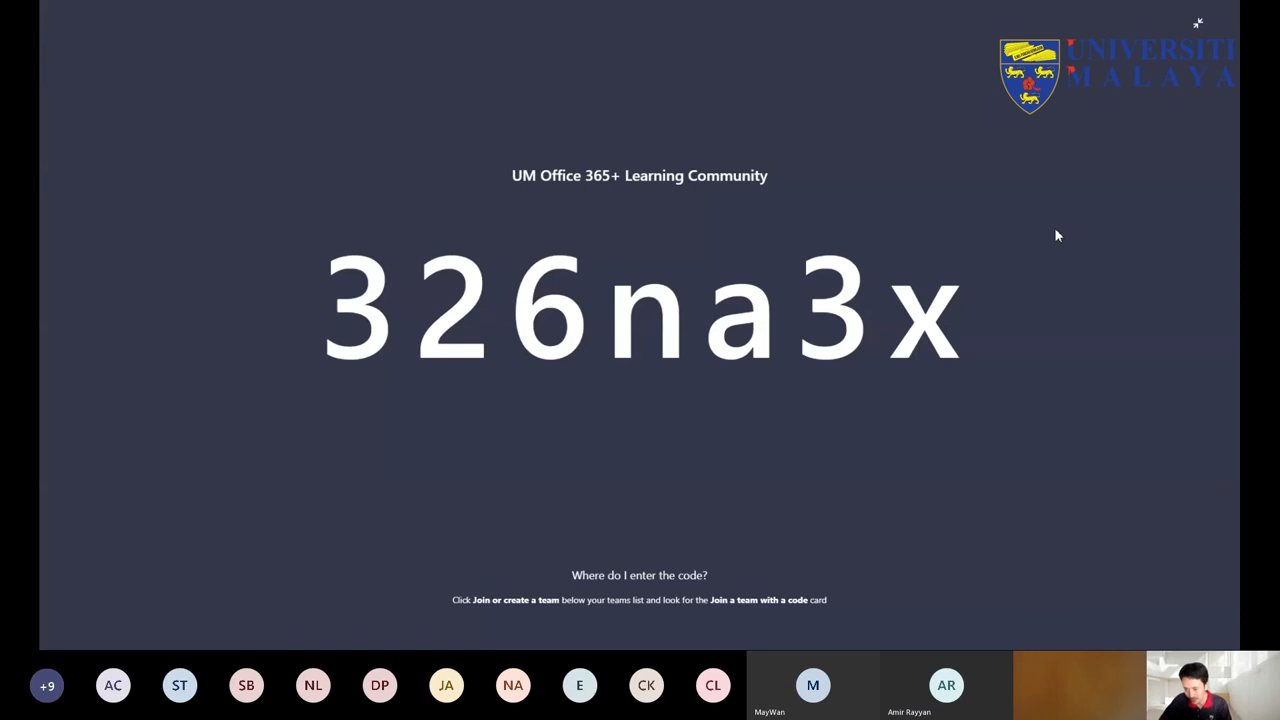 UNIVERSITI
MALAYA
UM Office 365+ Learning Community
326na3x
Where do I enter the code?
Click Join or create a team below your teams list and look for the Join a team with a code card
+9
AC
ST
SB
NL
DP
JA
NA
E
CK
CL
M
MayWan
AR
Amir Rayyan